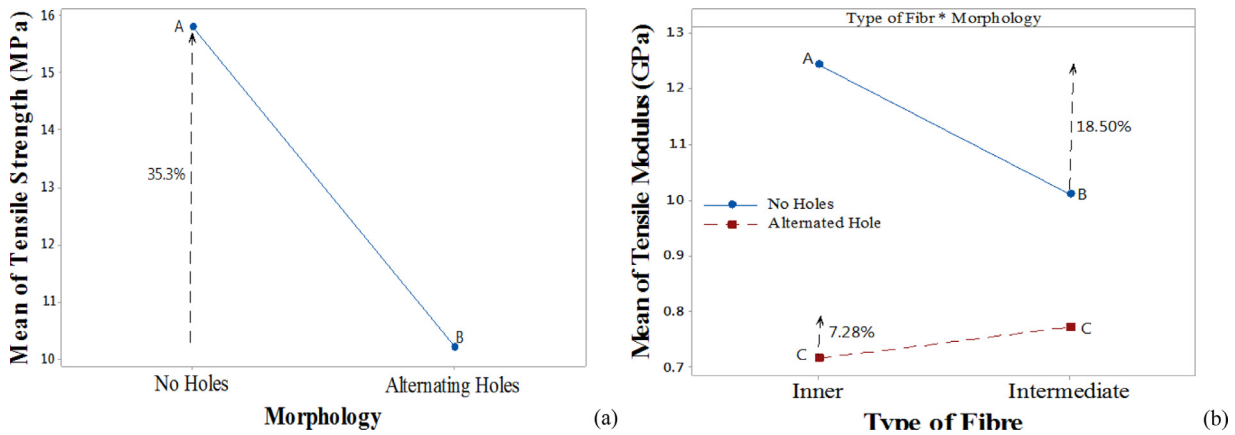 Mean of Tensile Strength (MPa)
16
15
14
13
12
11
10
A
35.3%
B
No Holes
Alternating Holes
Morphology
(a)
Type of Fibr * Morphology
Mean of Tensile Modulus (GPa)
1.3
1.2
1.1
1.0
0.9
0.8
0.7
A
18.50%
B
No Holes
Alternated Hole
7.28%
C
C
Inner
Intermediate
Type of Fibre
(b)